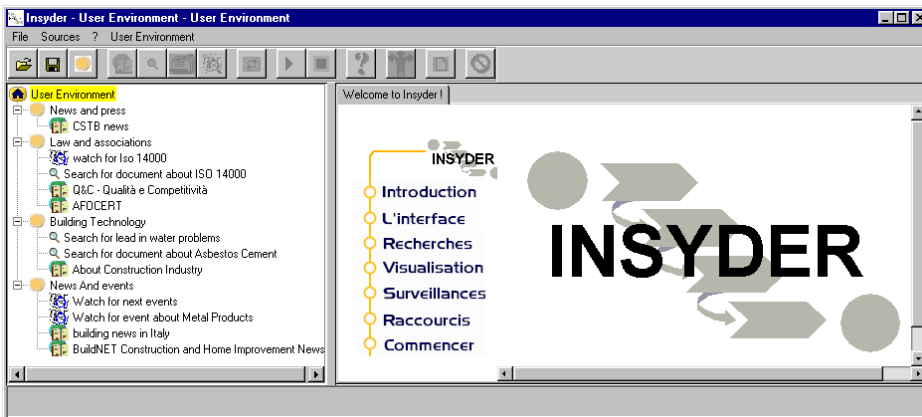 Insyder - User Environment - User Environment
File Sources ? User Environment
User Environment
News and press
CSTB news
Law and associations
watch for Iso 14000
Search for document about ISO 14000
Q&C - Qualità e Competitività
AFOCERT
Building Technology
Search for lead in water problems
Search for document about Asbestos Cement
About Construction Industry
News And events
Watch for next events
Watch for event about Metal Products
building news in Italy
BuildNET Construction and Home Improvement News
Welcome to Insyder !
INSYDER
Introduction
L'interface
Recherches
Visualisation
Surveillances
Raccourcis
Commencer
INSYDER